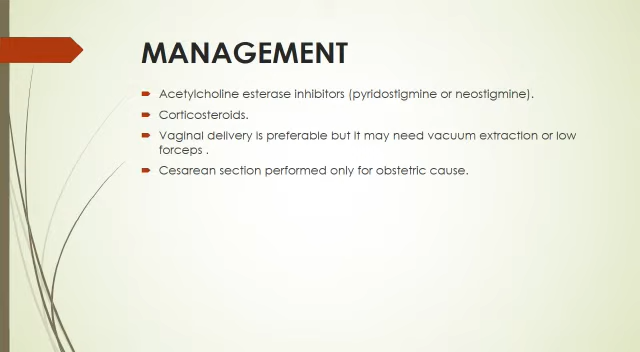 MANAGEMENT
Acetylcholine esterase inhibitors (pyridostigmine or neostigmine).
Corticosteroids.
Vaginal delivery is preferable but it may need vacuum extraction or low
forceps .
Cesarean section performed only for obstetric cause.